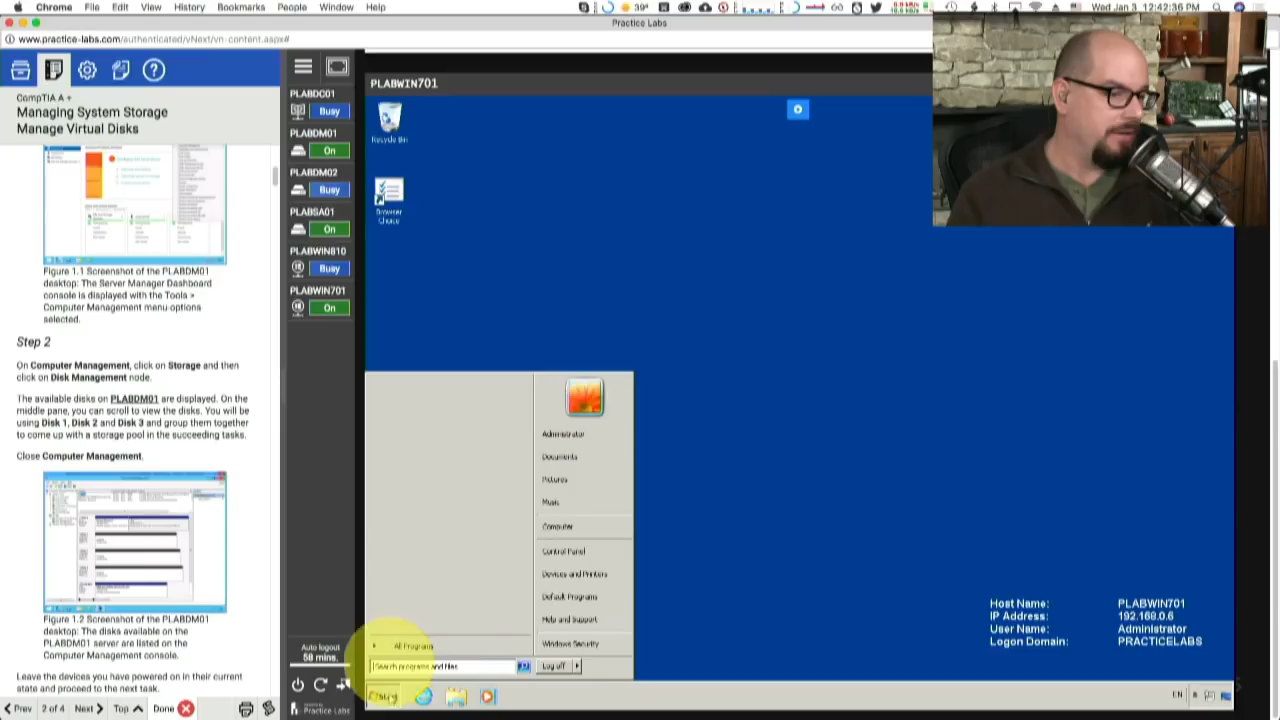 Chrome File Edit View History Bookmarks People Window Help
39° Wed Jan 3 12:42:36 PM
Practice Labs
www.practice-labs.com/authenticated/vNext/vn-content.aspx#
CompTIA A +
Managing System Storage
Manage Virtual Disks
Figure 1.1 Screenshot of the PLABDM01
desktop: The Server Manager Dashboard
console is displayed with the Tools >
Computer Management menu options
selected.
Step 2
On Computer Management, click on Storage and then
click on Disk Management node.
The available disks on PLABDM01 are displayed. On the
middle pane, you can scroll to view the disks. You will be
using Disk 1, Disk 2 and Disk 3 and group them together
to come up with a storage pool in the succeeding tasks.
Close Computer Management.
Figure 1.2 Screenshot of the PLABDM01
desktop: The disks available on the
PLABDM01 server are listed on the
Computer Management console.
Leave the devices you have powered on in their current
state and proceed to the next task.
Prev 2 of 4 Next Top Done
PLABDC01
Busy
PLABDM01
On
PLABDM02
Busy
PLABSA01
On
PLABWIN810
Busy
PLABWIN701
On
Auto logout
58 mins.
Practice Labs
PLABWIN701
Recycle Bin
Browser
Choice
Administrator
Documents
Pictures
Music
Computer
Control Panel
Devices and Printers
Default Programs
Help and Support
Windows Security
All Programs
Search programs and files
Log off
Start
Host Name: PLABWIN701
IP Address: 192.168.0.6
User Name: Administrator
Logon Domain: PRACTICELABS
EN